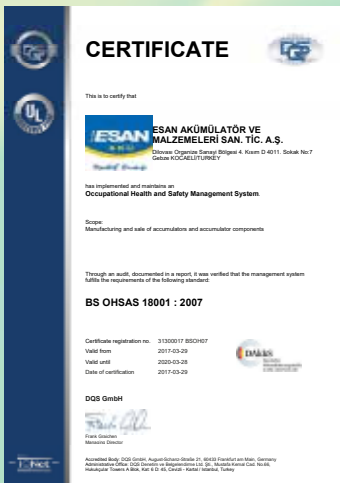 CERTIFICATE
DQS
This is to certify that
ESAN
AKÜ
ESAN AKÜMÜLATÖR VE
MALZEMELERİ SAN. TİC. A.Ş.
Dilovası Organize Sanayi Bölgesi 4. Kısım D 4011. Sokak No:7
Gebze KOCAELİ/TURKEY
has implemented and maintains an
Occupational Health and Safety Management System.
Scope:
Manufacturing and sale of accumulators and accumulator components
Through an audit, documented in a report, it was verified that the management system
fulfills the requirements of the following standard:
BS OHSAS 18001 : 2007
Certificate registration no. 31300017 BSOH07
Valid from 2017-03-29
Valid until 2020-03-28
Date of certification 2017-03-29
DAkkS
DQS GmbH
Frank Graichen
Managing Director
Accredited Body: DQS GmbH, August-Schanz-Straße 21, 60433 Frankfurt am Main, Germany
Administrative Office: DQS Denetim ve Belgelendirme Ltd. Şti., Mustafa Kemal Cad. No:66,
Hukukçular Towers A Blok, Kat 6 D: 45, Cevizli - Kartal / Istanbul, Turkey
UL
IQNet